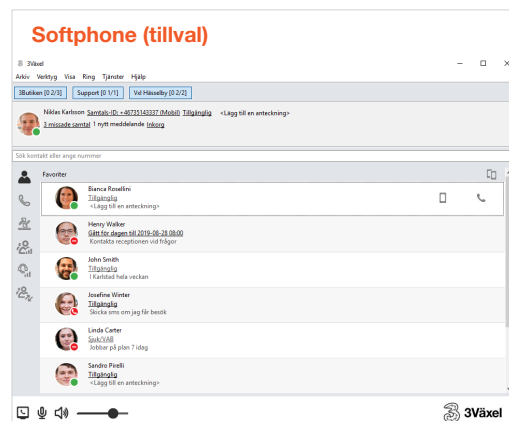 Softphone (tillval)
3Växel
Arkiv Verktyg Visa Ring Tjänster Hjälp
3Butiken [0 2/3] Support [0 1/1] Vxl Hässelby [0 2/2]
Niklas Karlsson Samtals-ID: +46735143337 (Mobil) Tillgänglig <Lägg till en anteckning>
3 missade samtal 1 nytt meddelande Inkorg
Sök kontakt eller ange nummer
Favoriter
Bianca Rosellini
Tillgänglig
<Lägg till en anteckning>
Henry Walker
Gått för dagen till 2019-08-28 08:00
Kontakta receptionen vid frågor
John Smith
Tillgänglig
I Karlstad hela veckan
Josefine Winter
Tillgänglig
Skicka sms om jag får besök
Linda Carter
Sjuk/VAB
Jobbar på plan 7 idag
Sandro Pirelli
Tillgänglig
<Lägg till en anteckning>
3Växel